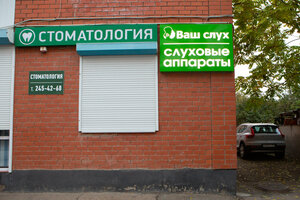 СТОМАТОЛОГИЯ
Ваш слух
СЛУХОВЫЕ
АППАРАТЫ
СТОМАТОЛОГИЯ
т. 245-42-68